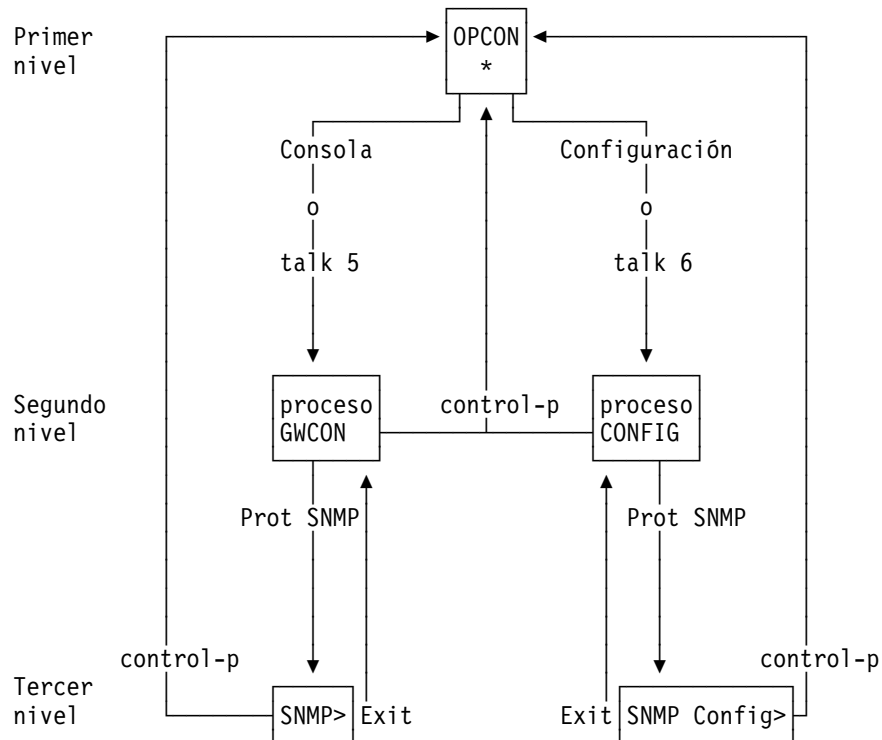 Primer
nivel
OPCON
*
Consola
Configuración
o
o
talk 5
talk 6
Segundo
nivel
proceso
GWCON
control-p
proceso
CONFIG
Prot SNMP
Prot SNMP
control-p
control-p
Tercer
nivel
SNMP>
Exit
Exit
SNMP Config>